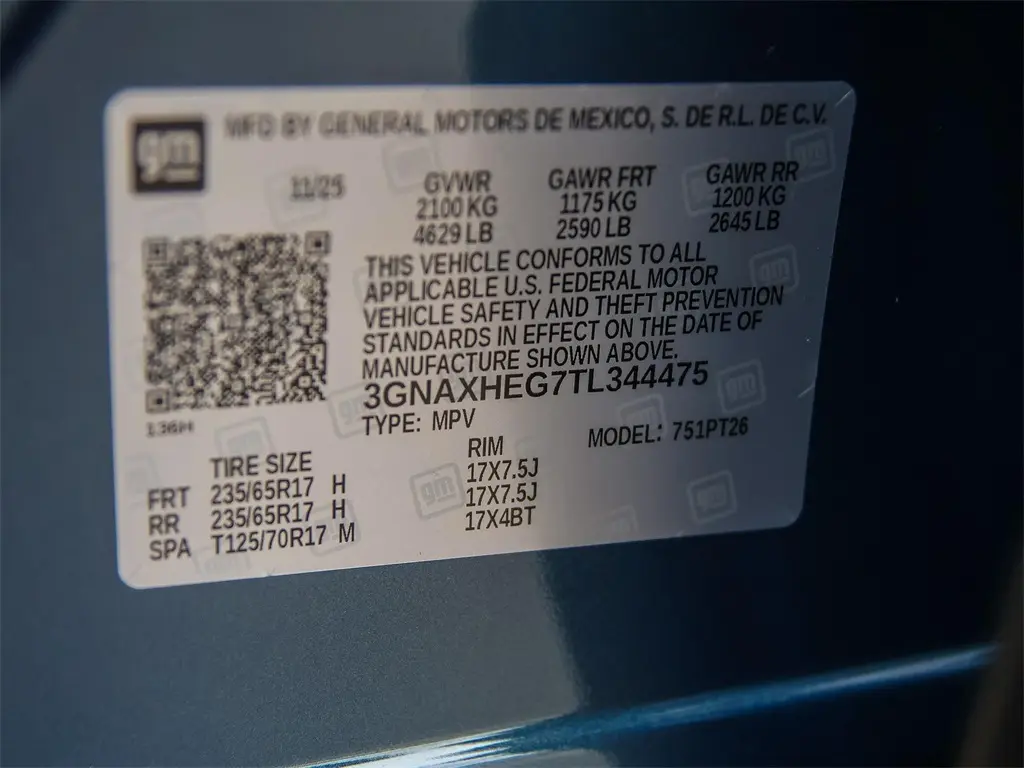 gm
MFD BY GENERAL MOTORS DE MEXICO, S. DE R.L. DE C.V.
11/25 GVWR GAWR FRT GAWR RR
2100 KG 1175 KG 1200 KG
4629 LB 2590 LB 2645 LB
THIS VEHICLE CONFORMS TO ALL
APPLICABLE U.S. FEDERAL MOTOR
VEHICLE SAFETY AND THEFT PREVENTION
STANDARDS IN EFFECT ON THE DATE OF
MANUFACTURE SHOWN ABOVE.
3GNAXHEG7TL344475
TYPE: MPV MODEL: 751PT26
TIRE SIZE RIM
FRT 235/65R17 H 17X7.5J
RR 235/65R17 H 17X7.5J
SPA T125/70R17 M 17X4BT